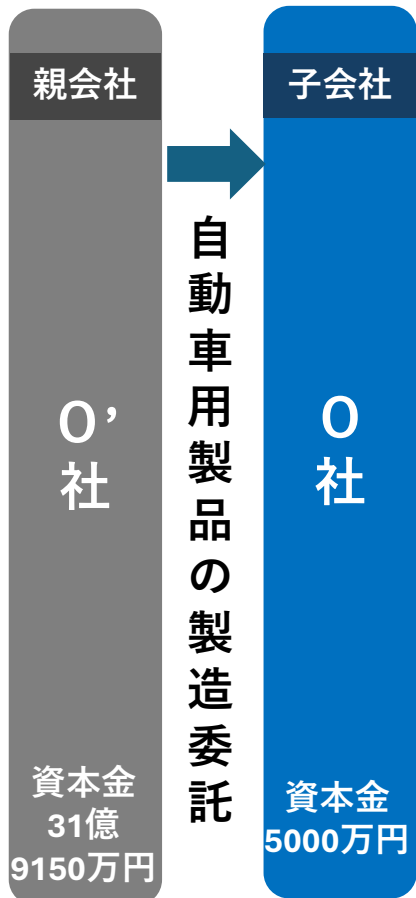 親会社
O’
社
資本金
31億
9150万円
自動車用製品の製造委託
子会社
O
社
資本金
5000万円